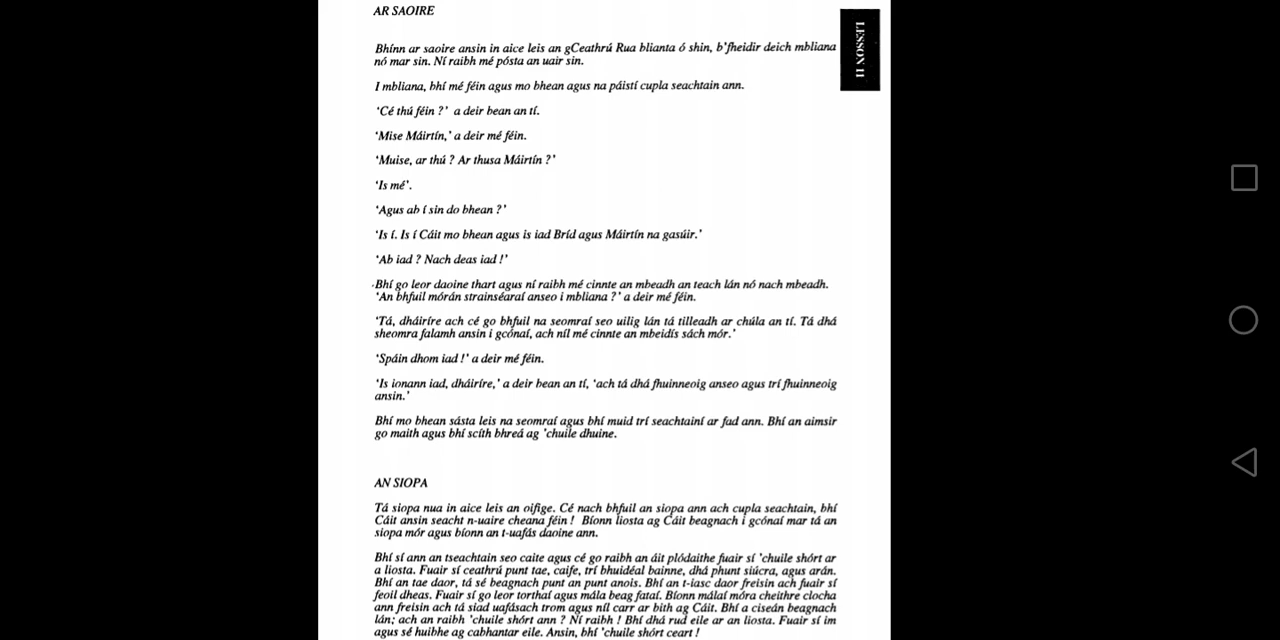 AR SAOIRE
LESSON 11
Bhínn ar saoire ansin in aice leis an gCeathrú Rua blianta ó shin, b'fheidir deich mbliana
nó mar sin. Ní raibh mé pósta an uair sin.
I mbliana, bhí mé féin agus mo bhean agus na páistí cupla seachtain ann.
'Cé thú féin ?' a deir bean an tí.
'Mise Máirtín,' a deir mé féin.
'Muise, ar thú ? Ar thusa Máirtín ?'
'Is mé'.
'Agus ab í sin do bhean ?'
'Is í. Is í Cáit mo bhean agus is iad Bríd agus Máirtín na gasúir.'
'Ab iad ? Nach deas iad !'
Bhí go leor daoine thart agus ní raibh mé cinnte an mbeadh an teach lán nó nach mbeadh.
'An bhfuil mórán strainséaraí anseo i mbliana ?' a deir mé féin.
'Tá, dháiríre ach cé go bhfuil na seomraí seo uilig lán tá tilleadh ar chúla an tí. Tá dhá
sheomra falamh ansin i gcónaí, ach níl mé cinnte an mbeidís sách mór.'
'Spáin dhom iad !' a deir mé féin.
'Is ionann iad, dháiríre,' a deir bean an tí, 'ach tá dhá fhuinneoig anseo agus trí fhuinneoig
ansin.'
Bhí mo bhean sásta leis na seomraí agus bhí muid trí seachtainí ar fad ann. Bhí an aimsir
go maith agus bhí scíth bhreá ag 'chuile dhuine.
AN SIOPA
Tá siopa nua in aice leis an oifige. Cé nach bhfuil an siopa ann ach cupla seachtain, bhí
Cáit ansin seacht n-uaire cheana féin ! Bíonn liosta ag Cáit beagnach i gcónaí mar tá an
siopa mór agus bíonn an t-uafás daoine ann.
Bhí sí ann an tseachtain seo caite agus cé go raibh an áit plódaithe fuair sí 'chuile shórt ar
a liosta. Fuair sí ceathrú punt tae, caife, trí bhuidéal bainne, dhá phunt siúcra, agus arán.
Bhí an tae daor, tá sé beagnach punt an punt anois. Bhí an t-iasc daor freisin ach fuair sí
feoil dheas. Fuair sí go leor torthaí agus mála beag fataí. Bíonn málaí móra cheithre clocha
ann freisin ach tá siad uafásach trom agus níl carr ar bith ag Cáit. Bhí a ciseán beagnach
lán; ach an raibh 'chuile shórt ann ? Ní raibh ! Bhí dhá rud eile ar an liosta. Fuair sí im
agus sé huibhe ag cabhantar eile. Ansin, bhí 'chuile shórt ceart !